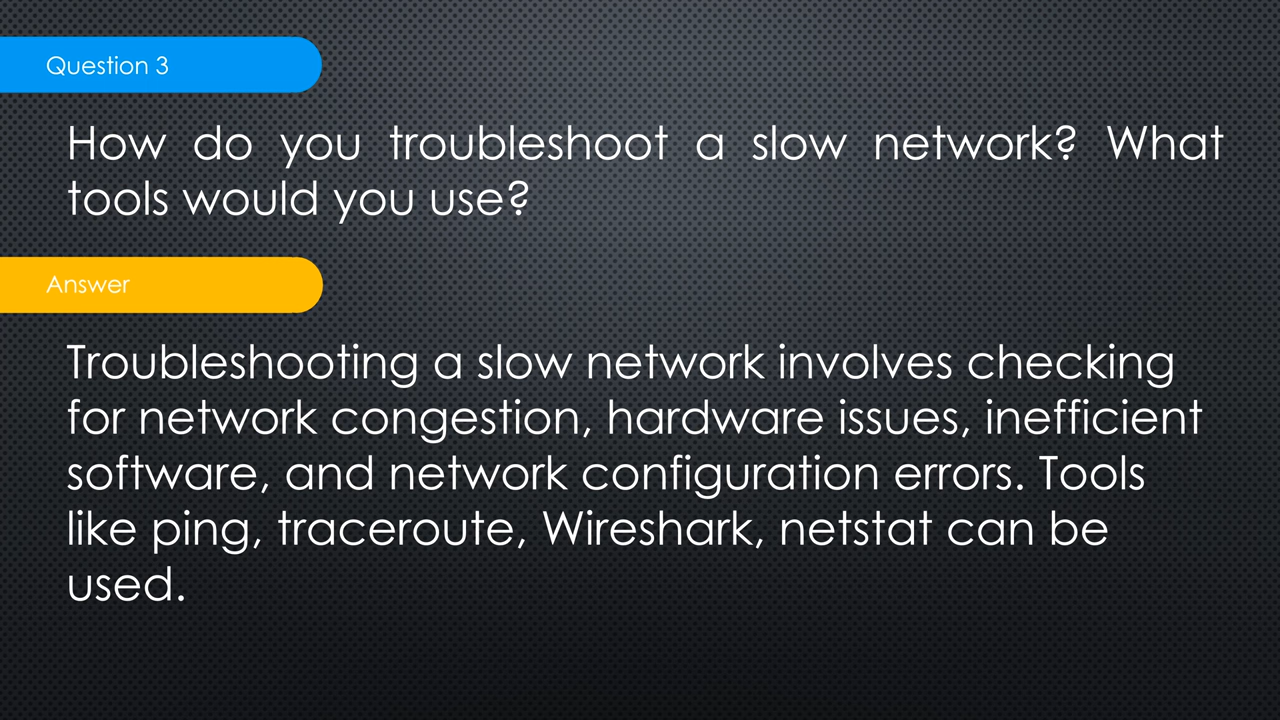 Question 3
How do you troubleshoot a slow network? What
tools would you use?
Answer
Troubleshooting a slow network involves checking
for network congestion, hardware issues, inefficient
software, and network configuration errors. Tools
like ping, traceroute, Wireshark, netstat can be
used.